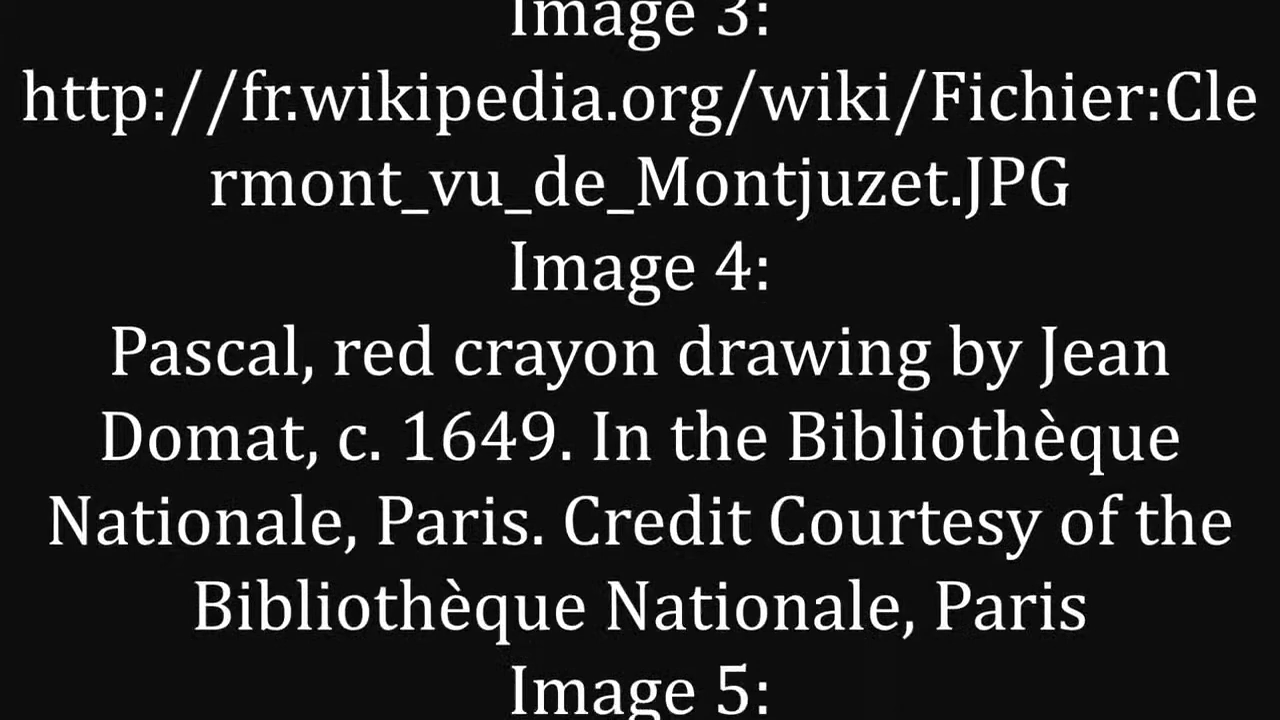 Image 3:
http://fr.wikipedia.org/wiki/Fichier:Cle
rmont_vu_de_Montjuzet.JPG
Image 4:
Pascal, red crayon drawing by Jean
Domat, c. 1649. In the Bibliothèque
Nationale, Paris. Credit Courtesy of the
Bibliothèque Nationale, Paris
Image 5: